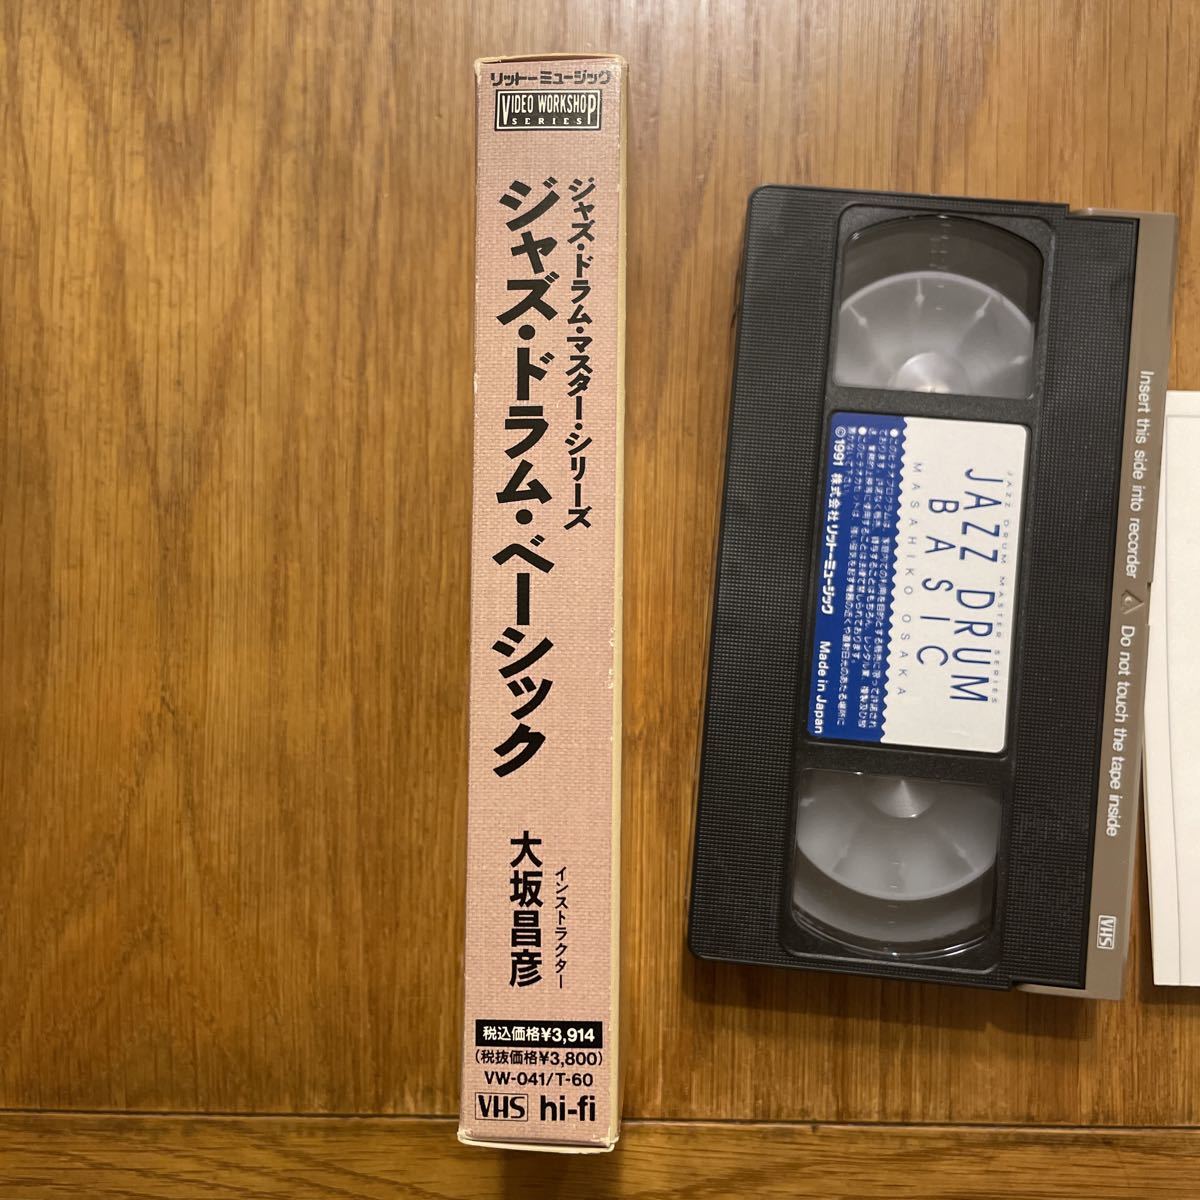 リットーミュージック
VIDEO WORKSHOP
SERIES
ジャズ・ドラム・マスター・シリーズ
ジャズ・ドラム・ベーシック
インストラクター
大坂昌彦
税込価格¥3,914
(税抜価格¥3,800)
VW-041/T-60
VHS hi-fi
JAZZ DRUM MASTER SERIES
JAZZ DRUM
BASIC
MASAHIKO OSAKA
©1991 株式会社 リットーミュージック Made in Japan
Insert this side into recorder Do not touch the tape inside
VHS